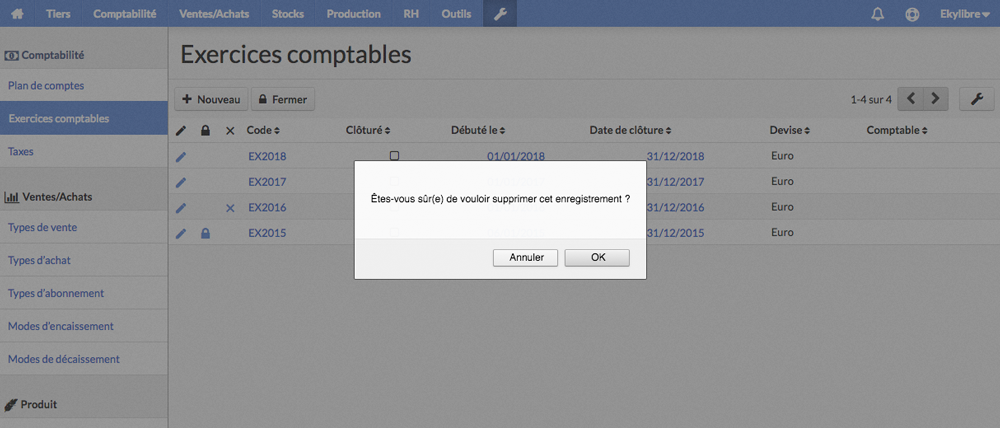 Tiers Comptabilité Ventes/Achats Stocks Production RH Outils Ekylibre
Comptabilité
Plan de comptes
Exercices comptables
Taxes
Ventes/Achats
Types de vente
Types d'achat
Types d'abonnement
Modes d'encaissement
Modes de décaissement
Produit
Exercices comptables
Nouveau Fermer 1-4 sur 4
Code Clôturé Débuté le Date de clôture Devise Comptable
EX2018 01/01/2018 31/12/2018 Euro
EX2017 31/12/2017 Euro
EX2016 31/12/2016 Euro
EX2015 31/12/2015 Euro
Êtes-vous sûr(e) de vouloir supprimer cet enregistrement ?
Annuler OK